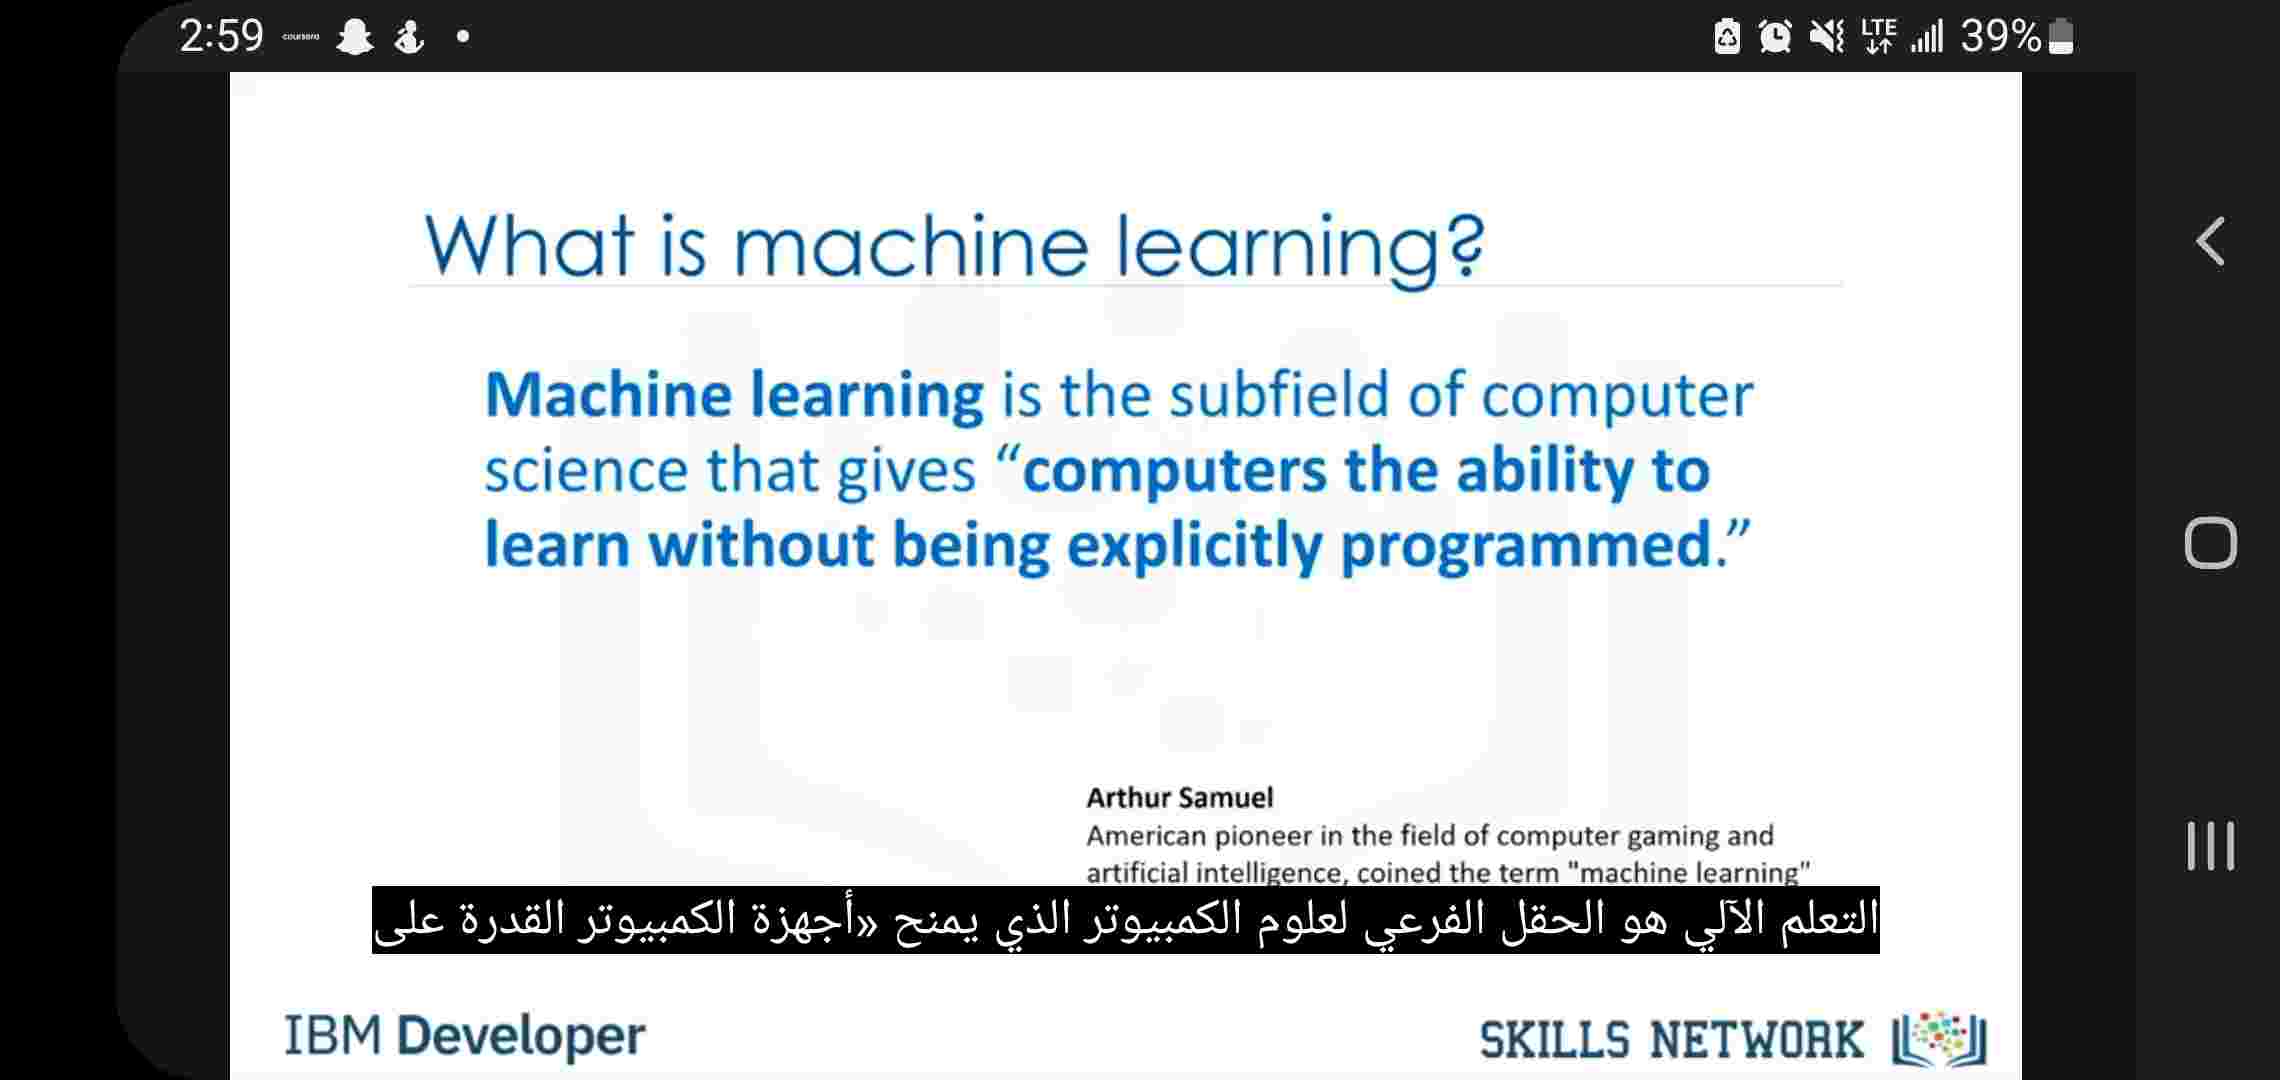 2:59 coursera LTE 39%
What is machine learning?
Machine learning is the subfield of computer
science that gives “computers the ability to
learn without being explicitly programmed.”
Arthur Samuel
American pioneer in the field of computer gaming and
artificial intelligence, coined the term "machine learning"
التعلم الآلي هو الحقل الفرعي لعلوم الكمبيوتر الذي يمنح «أجهزة الكمبيوتر القدرة على
IBM Developer
SKILLS NETWORK